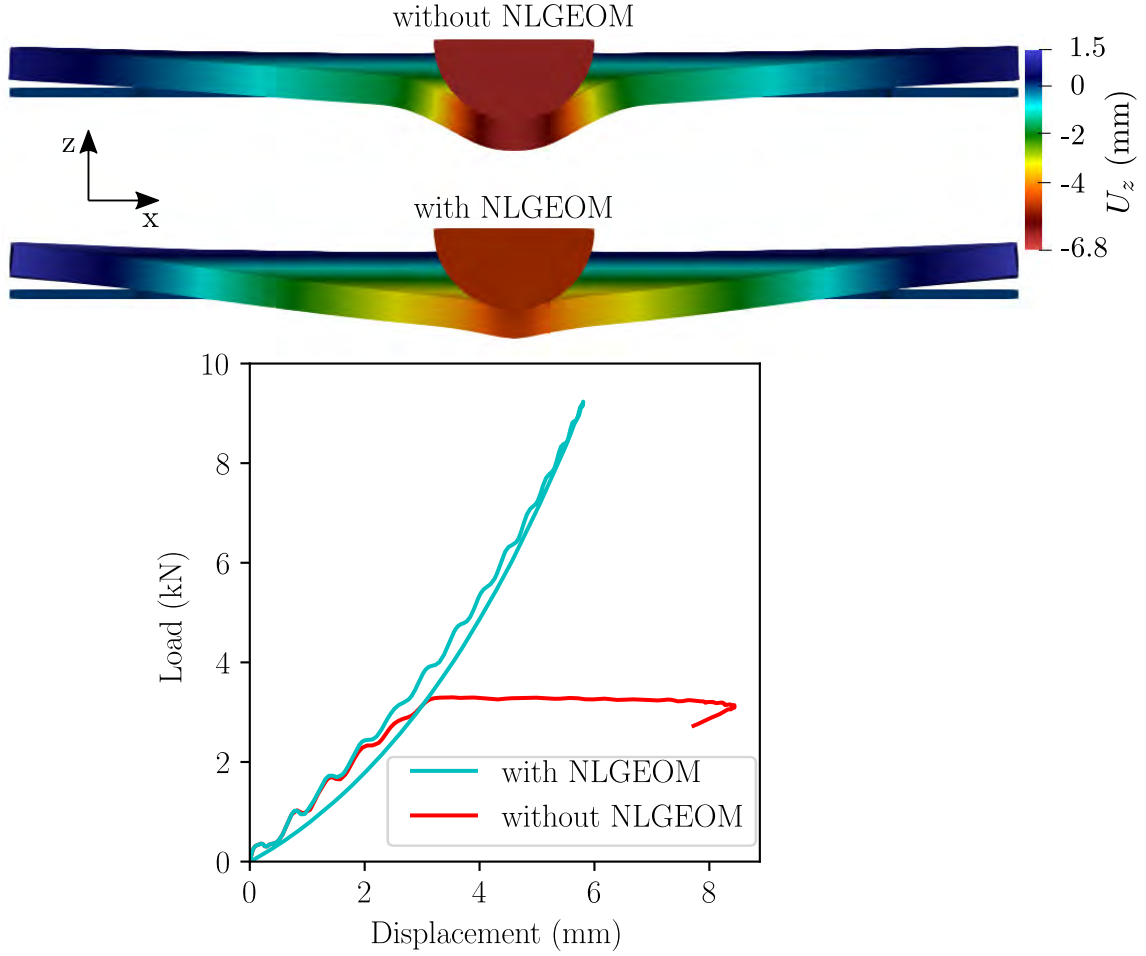 without NLGEOM
1.5
0
-2
-4
-6.8
U_z (mm)
z
x
with NLGEOM
10
8
6
4
2
0
Load (kN)
with NLGEOM
without NLGEOM
0 2 4 6 8
Displacement (mm)